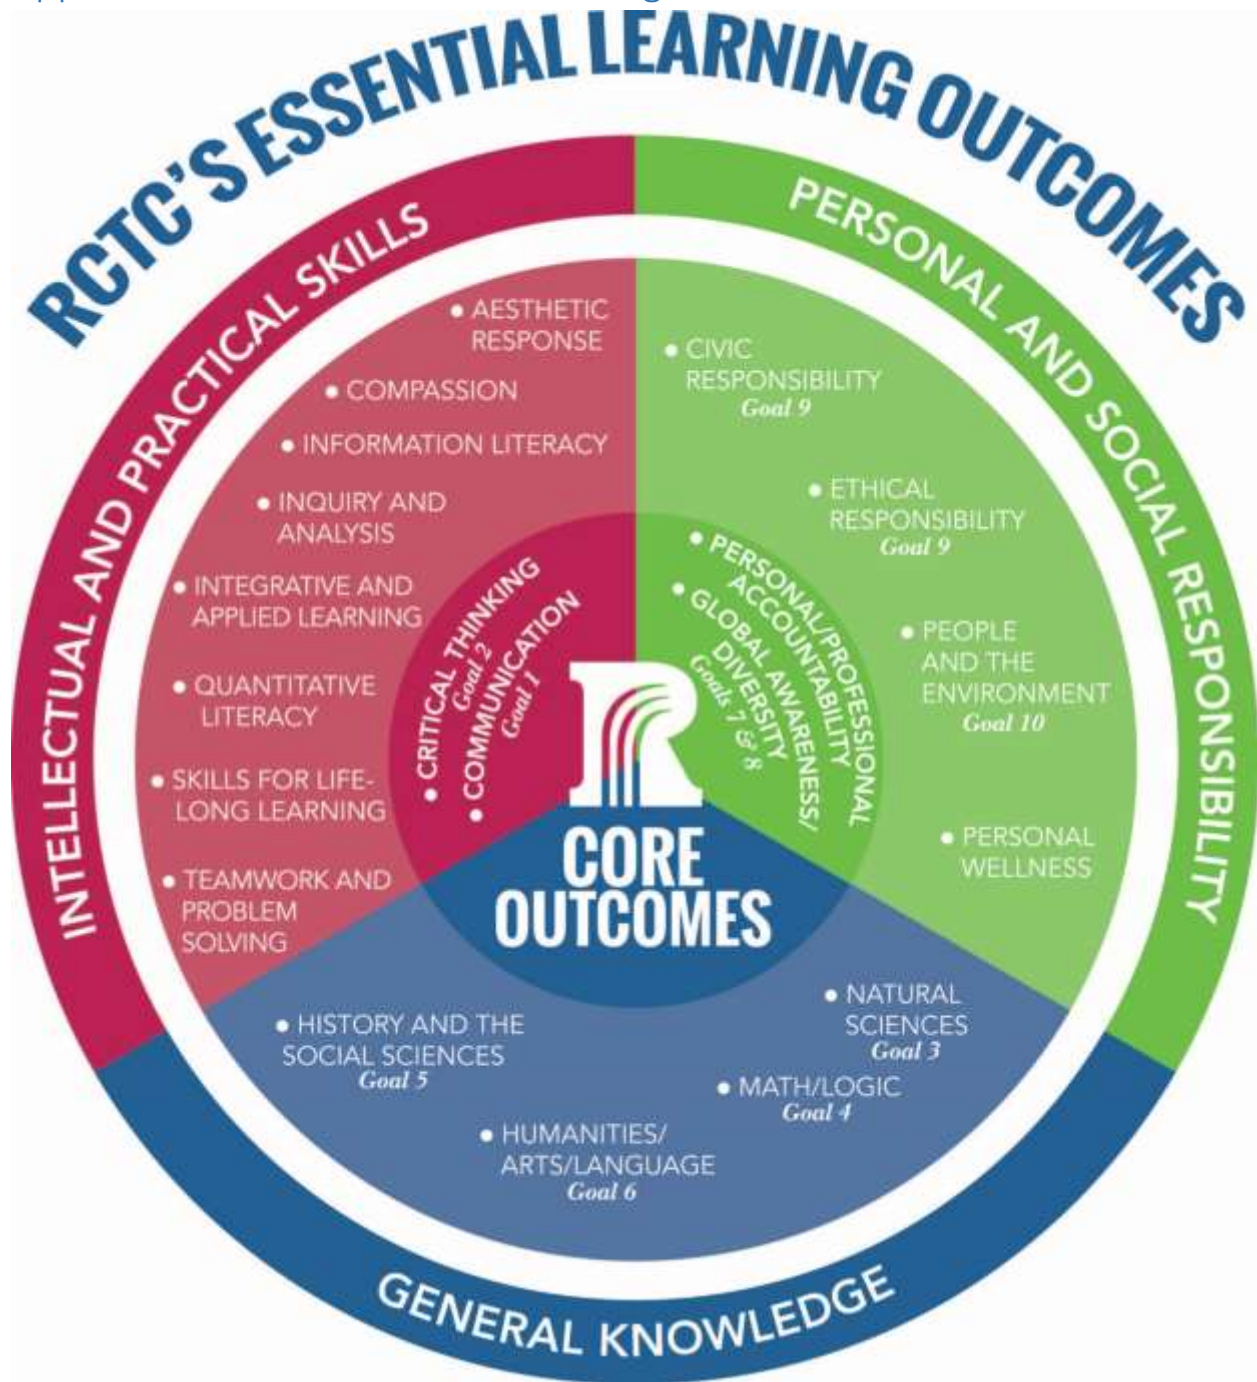 RCTC'S ESSENTIAL LEARNING OUTCOMES
INTELLECTUAL AND PRACTICAL SKILLS
• AESTHETIC
RESPONSE
• COMPASSION
• INFORMATION LITERACY
• INQUIRY AND
ANALYSIS
• INTEGRATIVE AND
APPLIED LEARNING
• QUANTITATIVE
LITERACY
• SKILLS FOR LIFE-
LONG LEARNING
• TEAMWORK AND
PROBLEM
SOLVING
• CRITICAL THINKING
Goal 2
• COMMUNICATION
Goal 1
PERSONAL AND SOCIAL RESPONSIBILITY
• CIVIC
RESPONSIBILITY
Goal 9
• ETHICAL
RESPONSIBILITY
Goal 9
• PEOPLE
AND THE
ENVIRONMENT
Goal 10
• PERSONAL
WELLNESS
• PERSONAL/PROFESSIONAL
ACCOUNTABILITY
• GLOBAL AWARENESS/
DIVERSITY
Goals 7 & 8
R
CORE
OUTCOMES
• NATURAL
SCIENCES
Goal 3
• MATH/LOGIC
Goal 4
• HISTORY AND THE
SOCIAL SCIENCES
Goal 5
• HUMANITIES/
ARTS/LANGUAGE
Goal 6
GENERAL KNOWLEDGE